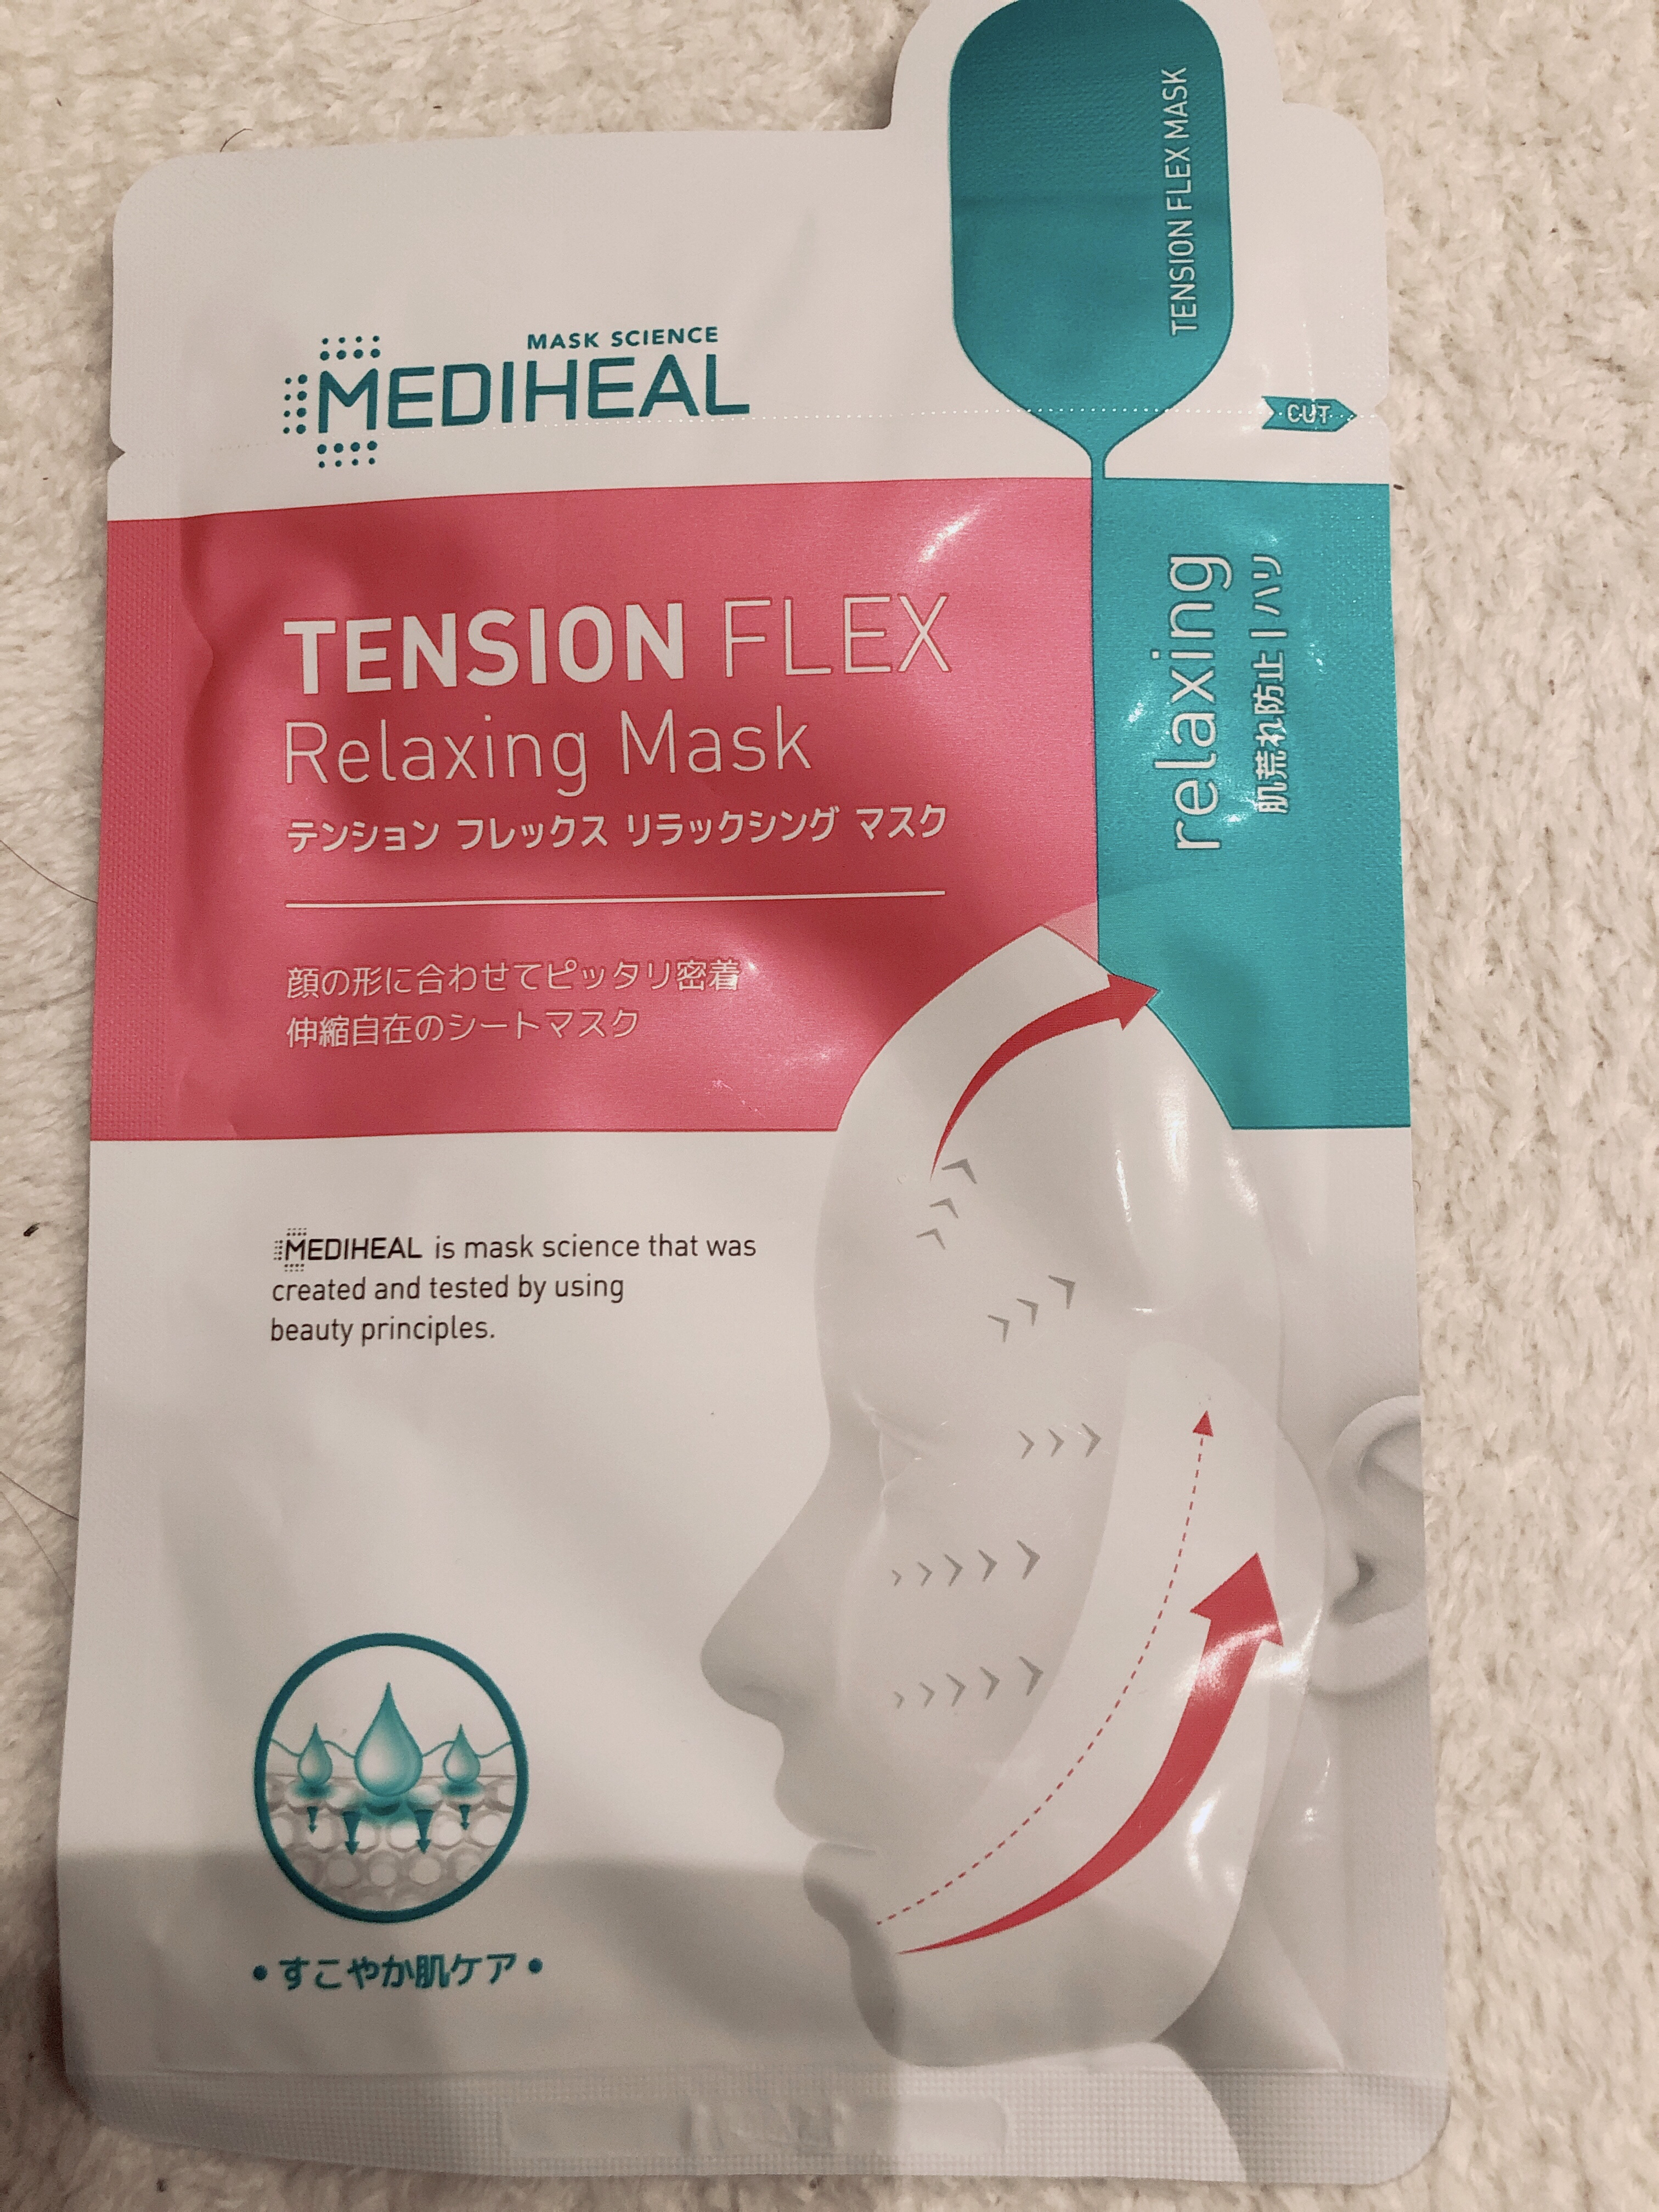 TENSION FLEX MASK
MASK SCIENCE
MEDIHEAL
CUT
TENSION FLEX
Relaxing Mask
テンション フレックス リラックシング マスク
relaxing
肌荒れ防止 | ハリ
顔の形に合わせてピッタリ密着
伸縮自在のシートマスク
MEDIHEAL is mask science that was
created and tested by using
beauty principles.
• すこやか肌ケア •